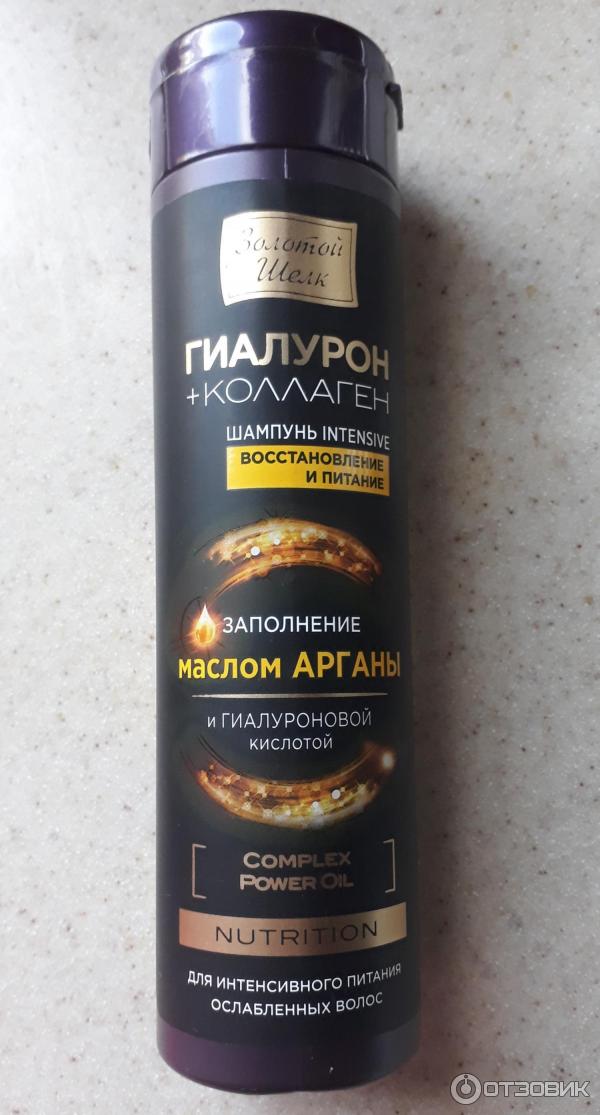 Золотой
Шелк
ГИАЛУРОН
+КОЛЛАГЕН
ШАМПУНЬ INTENSIVE
ВОССТАНОВЛЕНИЕ
И ПИТАНИЕ
ЗАПОЛНЕНИЕ
маслом АРГАНЫ
и ГИАЛУРОНОВОЙ
кислотой
COMPLEX
POWER OIL
NUTRITION
ДЛЯ ИНТЕНСИВНОГО ПИТАНИЯ
ОСЛАБЛЕННЫХ ВОЛОС
ОТЗОВИК